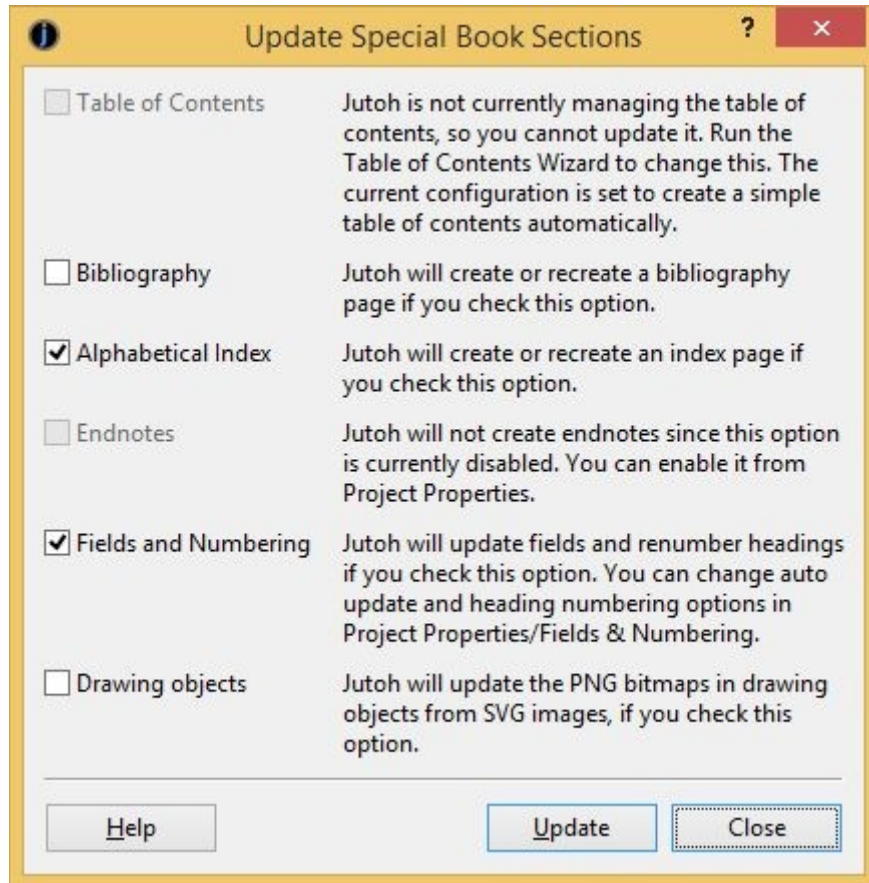 Update Special Book Sections
?
×
Table of Contents
Jutoh is not currently managing the table of
contents, so you cannot update it. Run the
Table of Contents Wizard to change this. The
current configuration is set to create a simple
table of contents automatically.
Bibliography
Jutoh will create or recreate a bibliography
page if you check this option.
Alphabetical Index
Jutoh will create or recreate an index page if
you check this option.
Endnotes
Jutoh will not create endnotes since this option
is currently disabled. You can enable it from
Project Properties.
Fields and Numbering
Jutoh will update fields and renumber headings
if you check this option. You can change auto
update and heading numbering options in
Project Properties/Fields & Numbering.
Drawing objects
Jutoh will update the PNG bitmaps in drawing
objects from SVG images, if you check this
option.
Help
Update
Close